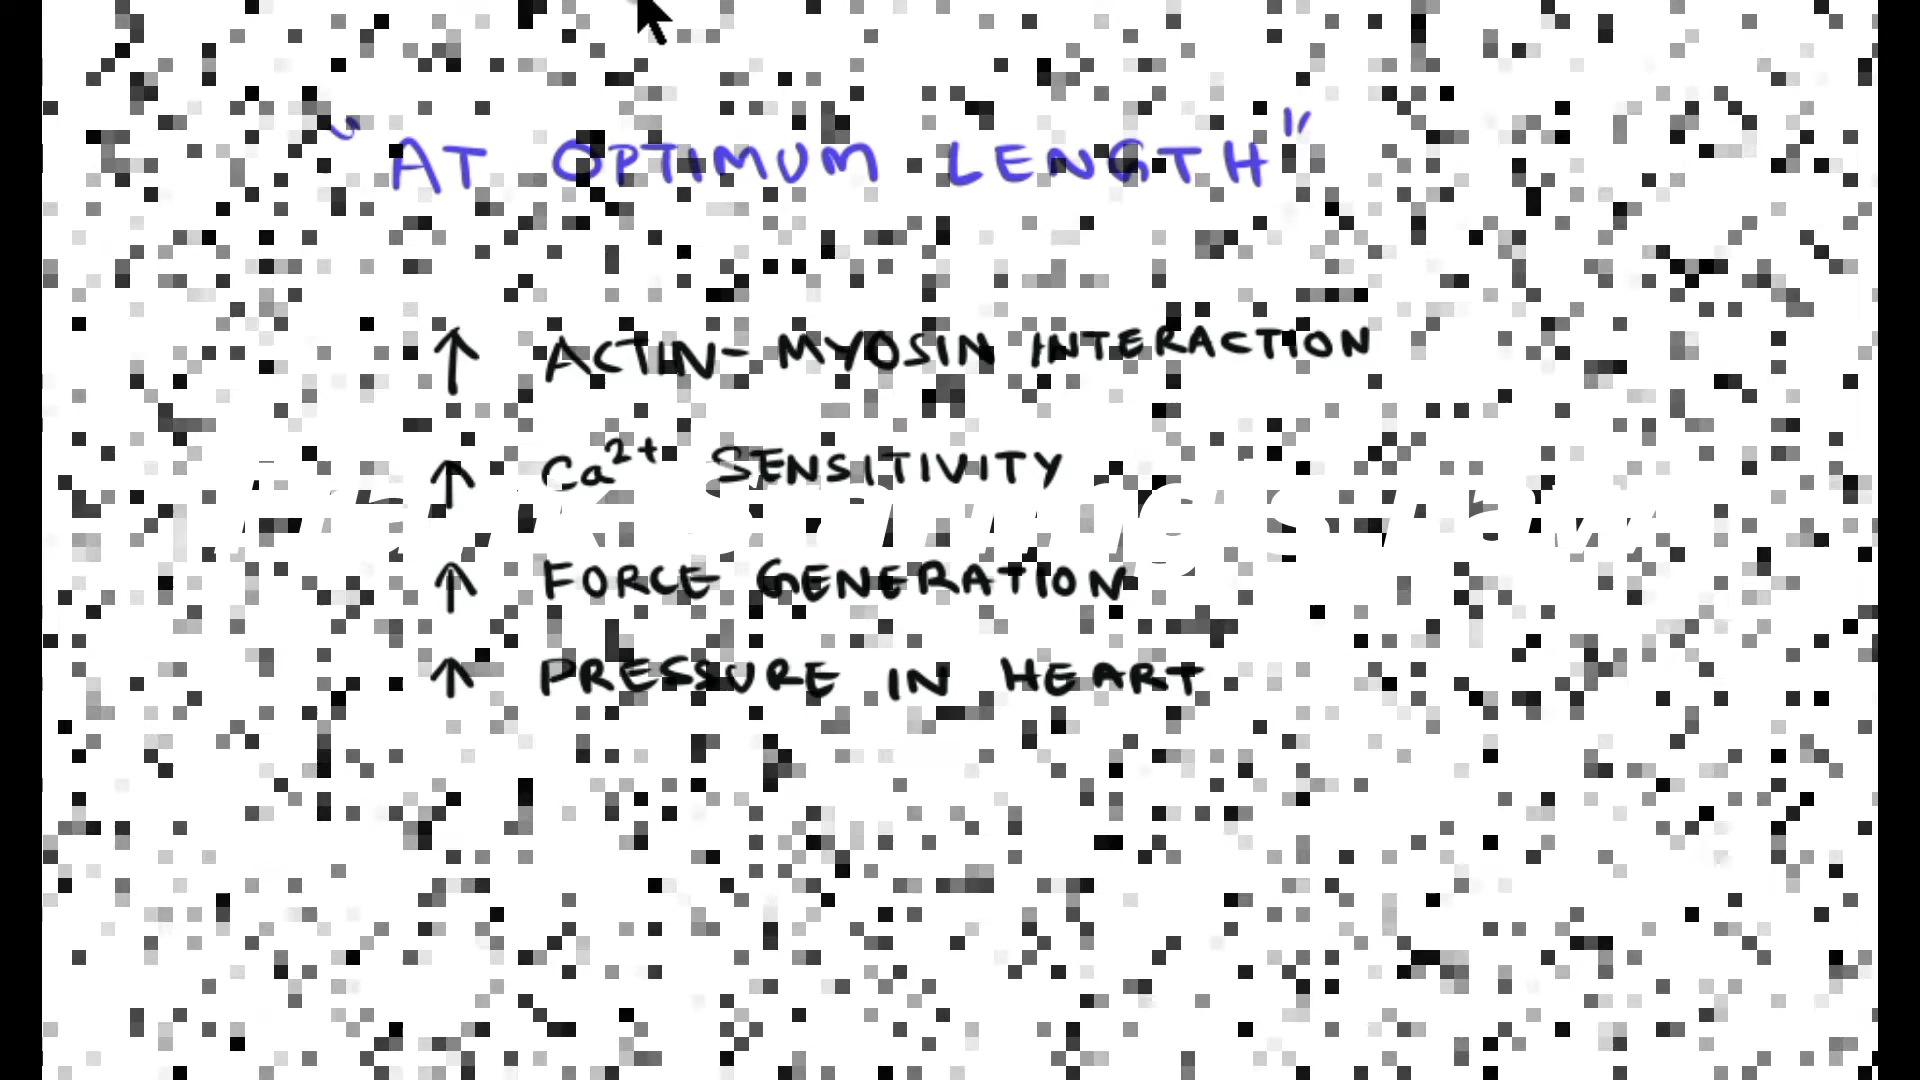 "AT OPTIMUM LENGTH"
↑ ACTIN-MYOSIN INTERACTION
↑ Ca²⁺ SENSITIVITY
↑ FORCE GENERATION
↑ PRESSURE IN HEART